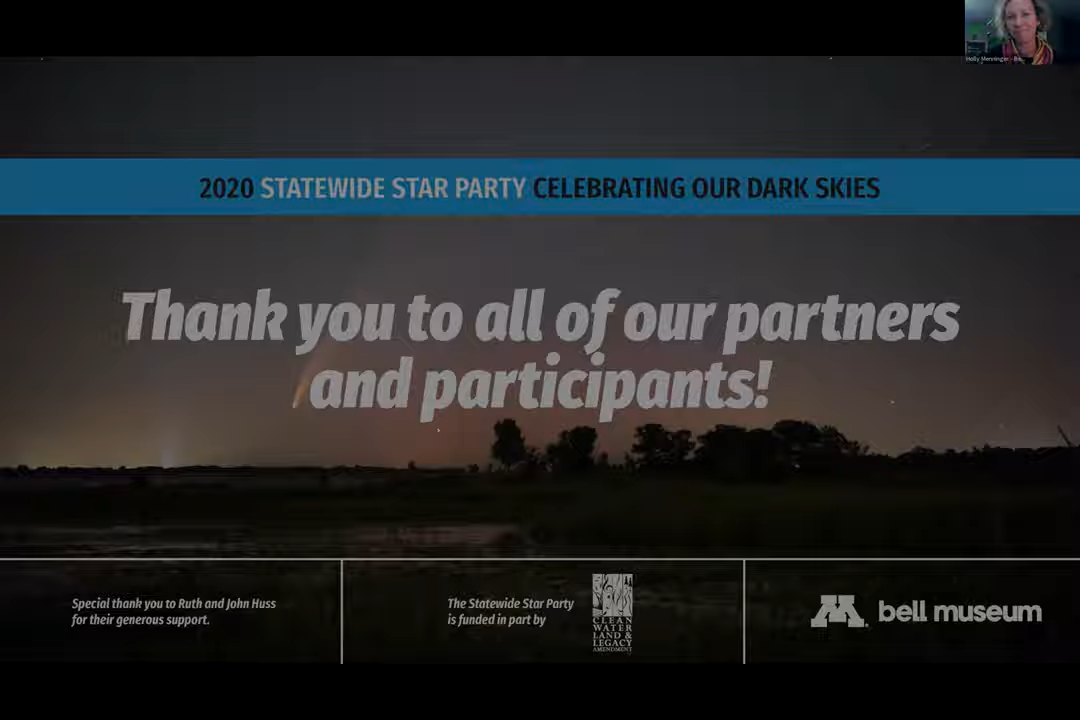 Holly Menninger - Be
2020 STATEWIDE STAR PARTY CELEBRATING OUR DARK SKIES
Thank you to all of our partners
and participants!
Special thank you to Ruth and John Huss
for their generous support.
The Statewide Star Party
is funded in part by
CLEAN
WATER
LAND &
LEGACY
AMENDMENT
M
bell museum